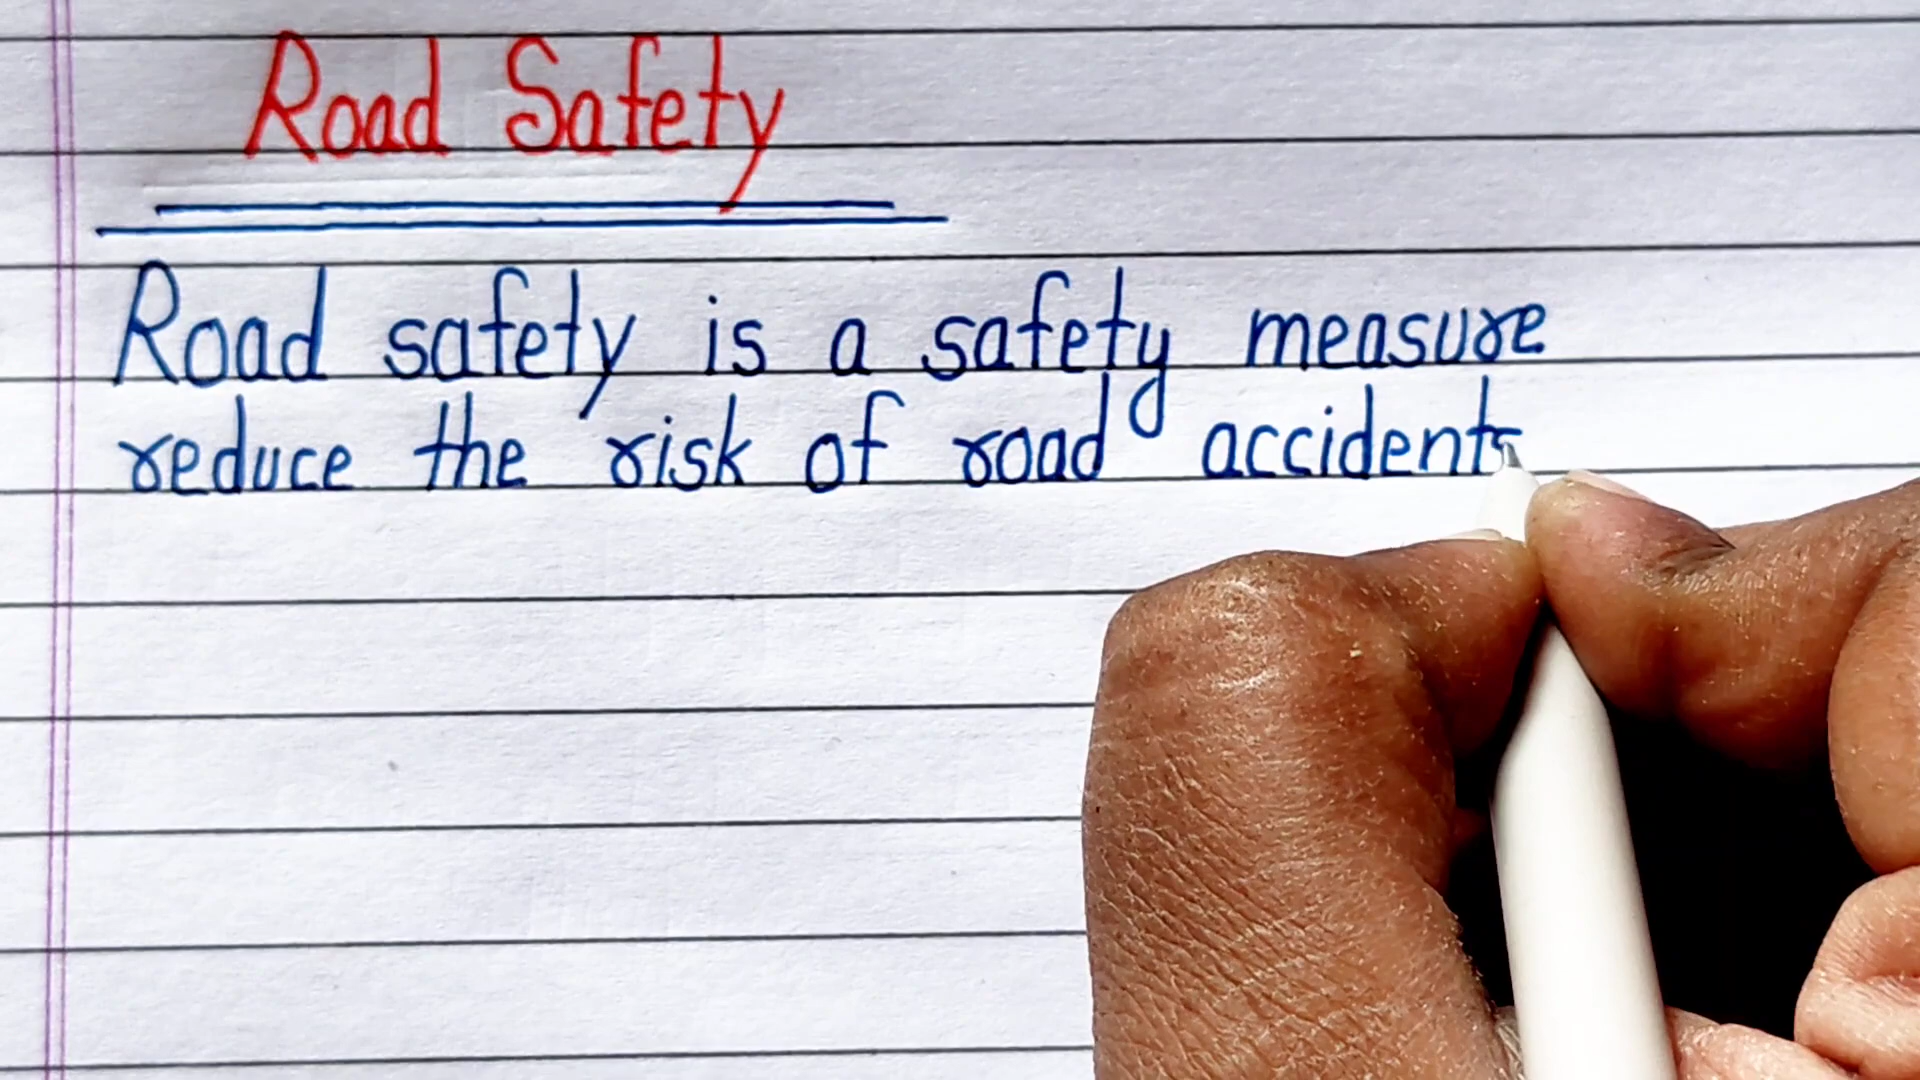 Road Safety
Road safety is a safety measure
reduce the risk of road accidents